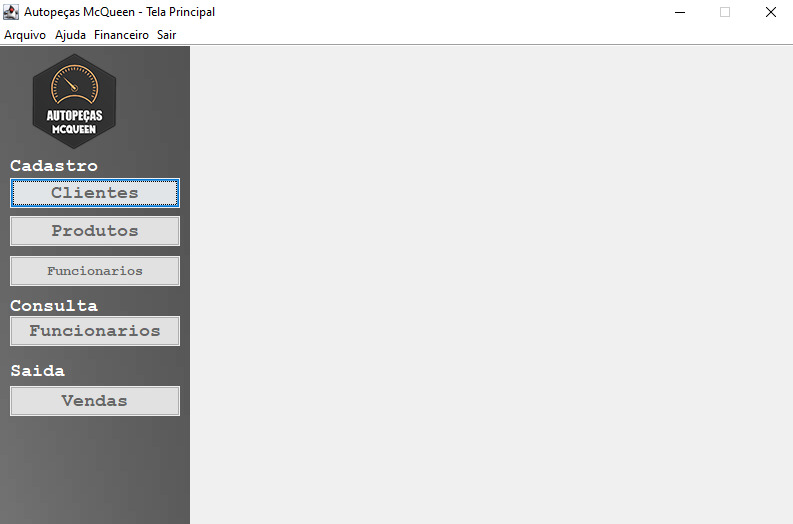 Autopeças McQueen - Tela Principal
Arquivo Ajuda Financeiro Sair
AUTOPEÇAS
MCQUEEN
Cadastro
Clientes
Produtos
Funcionarios
Consulta
Funcionarios
Saida
Vendas